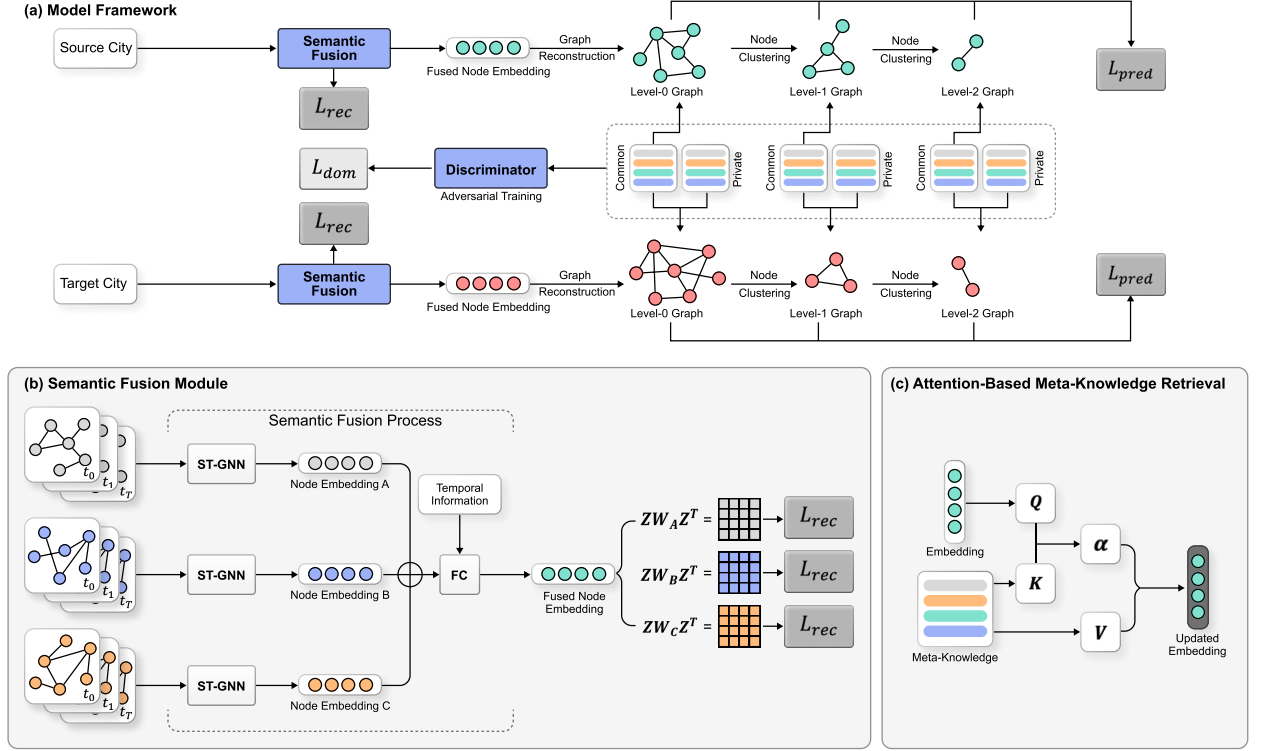 (a) Model Framework
Source City
Semantic
Fusion
Fused Node Embedding
Graph
Reconstruction
Level-0 Graph
Node
Clustering
Level-1 Graph
Node
Clustering
Level-2 Graph
L_pred
L_rec
Common
Private
Common
Private
Common
Private
L_dom
Discriminator
Adversarial Training
L_rec
Target City
Semantic
Fusion
Fused Node Embedding
Graph
Reconstruction
Level-0 Graph
Node
Clustering
Level-1 Graph
Node
Clustering
Level-2 Graph
L_pred
(b) Semantic Fusion Module
Semantic Fusion Process
t_0
t_1
t_T
ST-GNN
Node Embedding A
t_0
t_1
t_T
ST-GNN
Node Embedding B
t_0
t_1
t_T
ST-GNN
Node Embedding C
Temporal
Information
FC
Fused Node
Embedding
ZW_AZ^T =
L_rec
ZW_BZ^T =
L_rec
ZW_CZ^T =
L_rec
(c) Attention-Based Meta-Knowledge Retrieval
Embedding
Q
K
α
V
Meta-Knowledge
Updated
Embedding